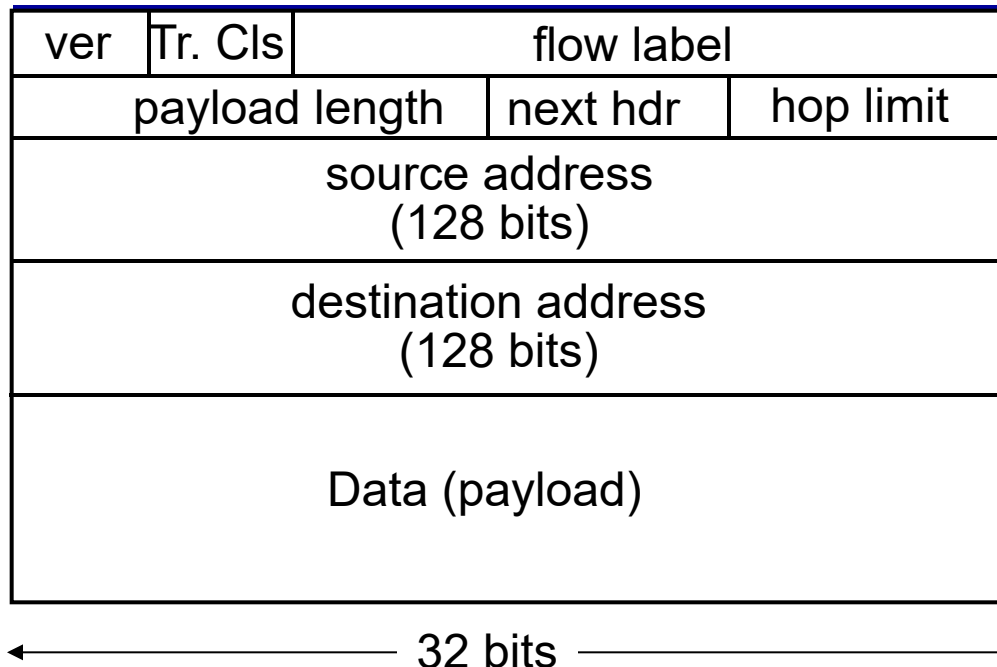 ver Tr. Cls flow label
payload length next hdr hop limit
source address
(128 bits)
destination address
(128 bits)
Data (payload)
32 bits